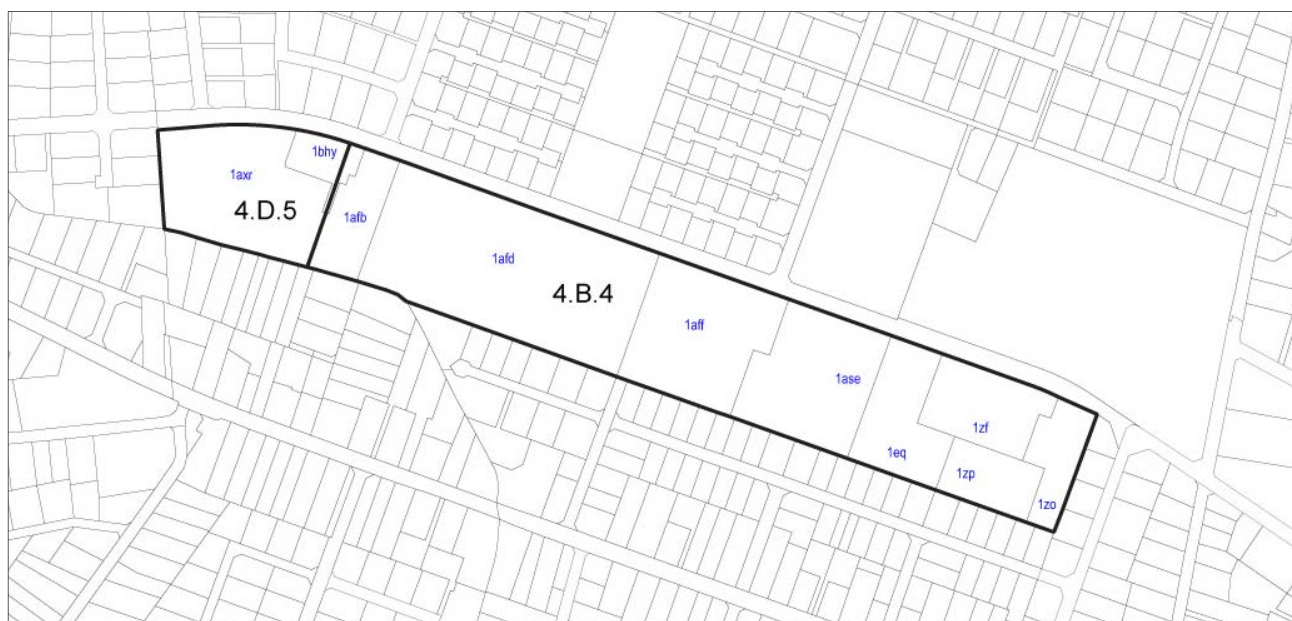 1bhy
1axr
4.D.5
1afb
1afd
4.B.4
1aff
1ase
1zf
1eq
1zp
1zo